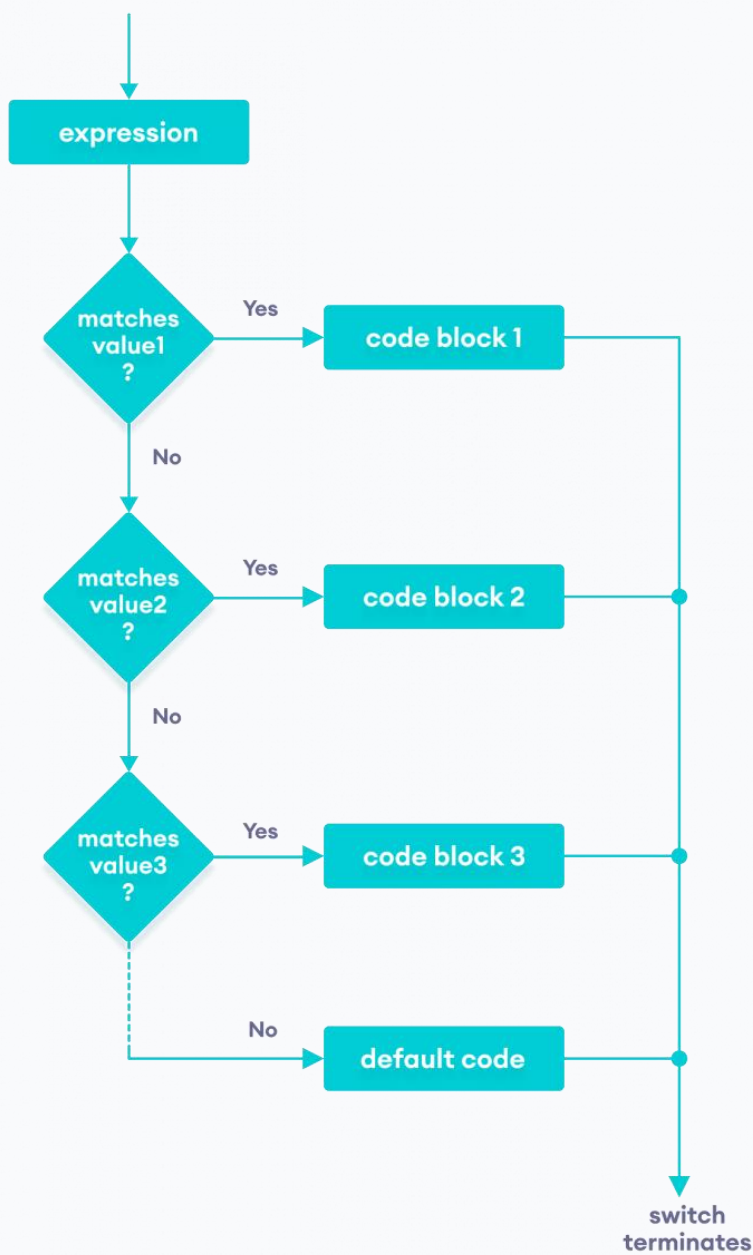 expression
matches
value1
?
Yes
code block 1
No
matches
value2
?
Yes
code block 2
No
matches
value3
?
Yes
code block 3
No
default code
switch
terminates